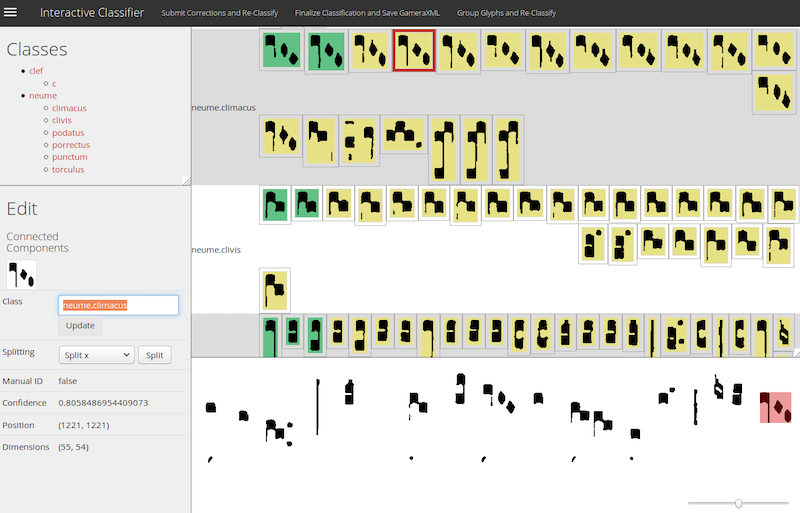 Interactive Classifier Submit Corrections and Re-Classify Finalize Classification and Save GameraXML Group Glyphs and Re-Classify
Classes
clef
c
neume
climacus
clivis
podatus
porrectus
punctum
torculus
Edit
Connected
Components
Class neume.climacus
Update
Splitting Split x Split
Manual ID false
Confidence 0.8058486954409073
Position (1221, 1221)
Dimensions (55, 54)
neume.climacus
neume.clivis